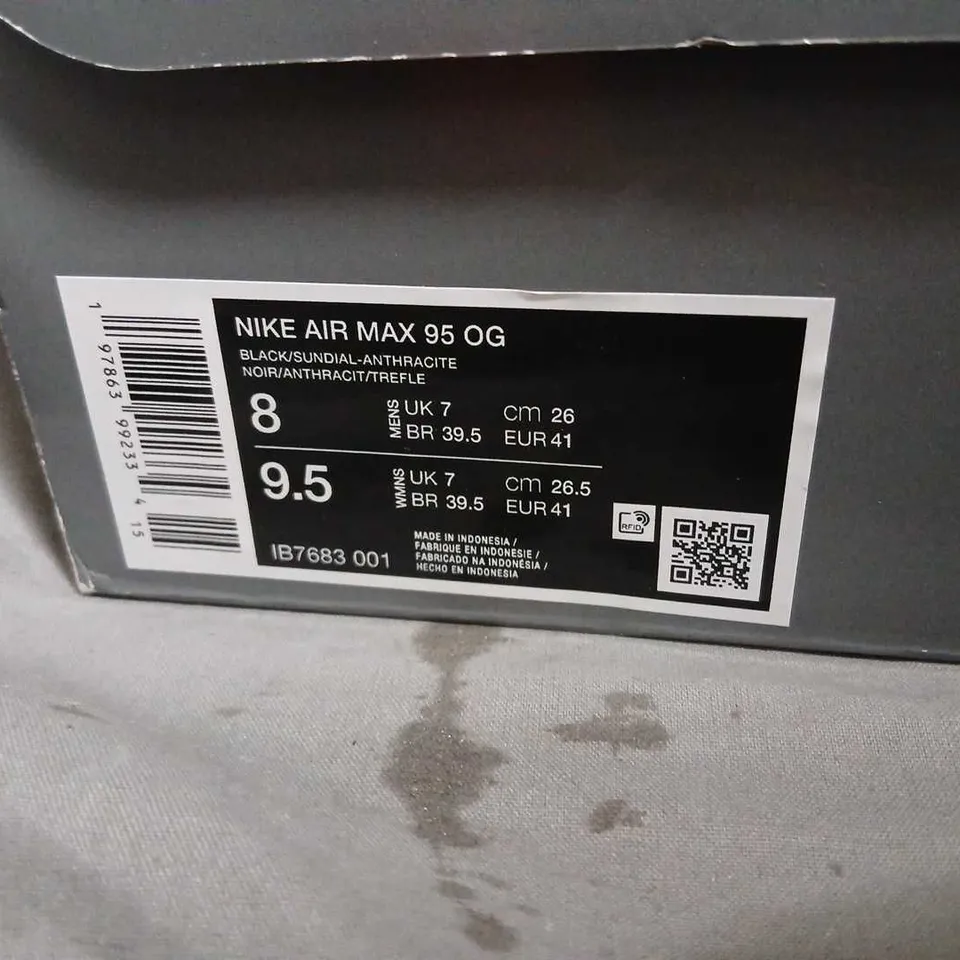 NIKE AIR MAX 95 OG
BLACK/SUNDIAL-ANTHRACITE
NOIR/ANTHRACIT/TREFLE
8 MENS UK 7 CM 26
BR 39.5 EUR 41
9.5 WMNS UK 7 CM 26.5
BR 39.5 EUR 41
IB7683 001
MADE IN INDONESIA /
FABRIQUE EN INDONESIE /
FABRICADO NA INDONÉSIA /
HECHO EN INDONESIA
RFID
1 97863 99233 4 15